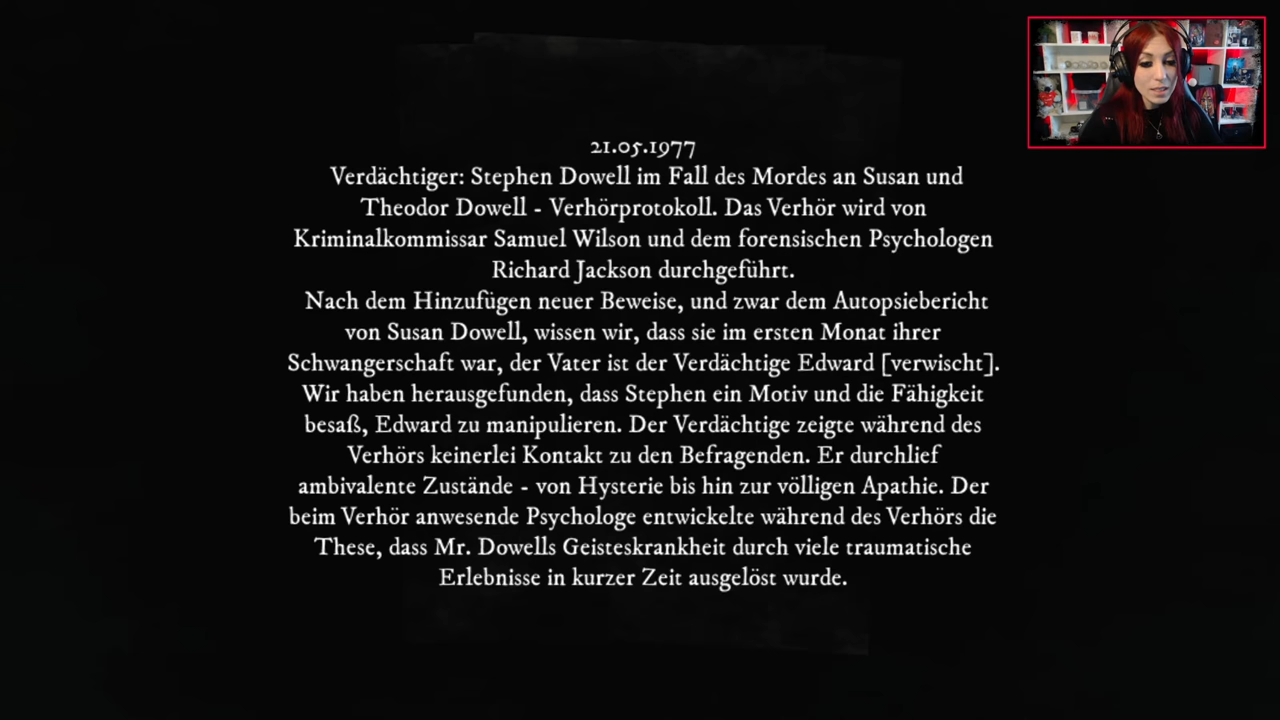 21.05.1977
Verdächtiger: Stephen Dowell im Fall des Mordes an Susan und
Theodor Dowell - Verhörprotokoll. Das Verhör wird von
Kriminalkommissar Samuel Wilson und dem forensischen Psychologen
Richard Jackson durchgeführt.
Nach dem Hinzufügen neuer Beweise, und zwar dem Autopsiebericht
von Susan Dowell, wissen wir, dass sie im ersten Monat ihrer
Schwangerschaft war, der Vater ist der Verdächtige Edward [verwischt].
Wir haben herausgefunden, dass Stephen ein Motiv und die Fähigkeit
besaß, Edward zu manipulieren. Der Verdächtige zeigte während des
Verhörs keinerlei Kontakt zu den Befragenden. Er durchlief
ambivalente Zustände - von Hysterie bis hin zur völligen Apathie. Der
beim Verhör anwesende Psychologe entwickelte während des Verhörs die
These, dass Mr. Dowells Geisteskrankheit durch viele traumatische
Erlebnisse in kurzer Zeit ausgelöst wurde.